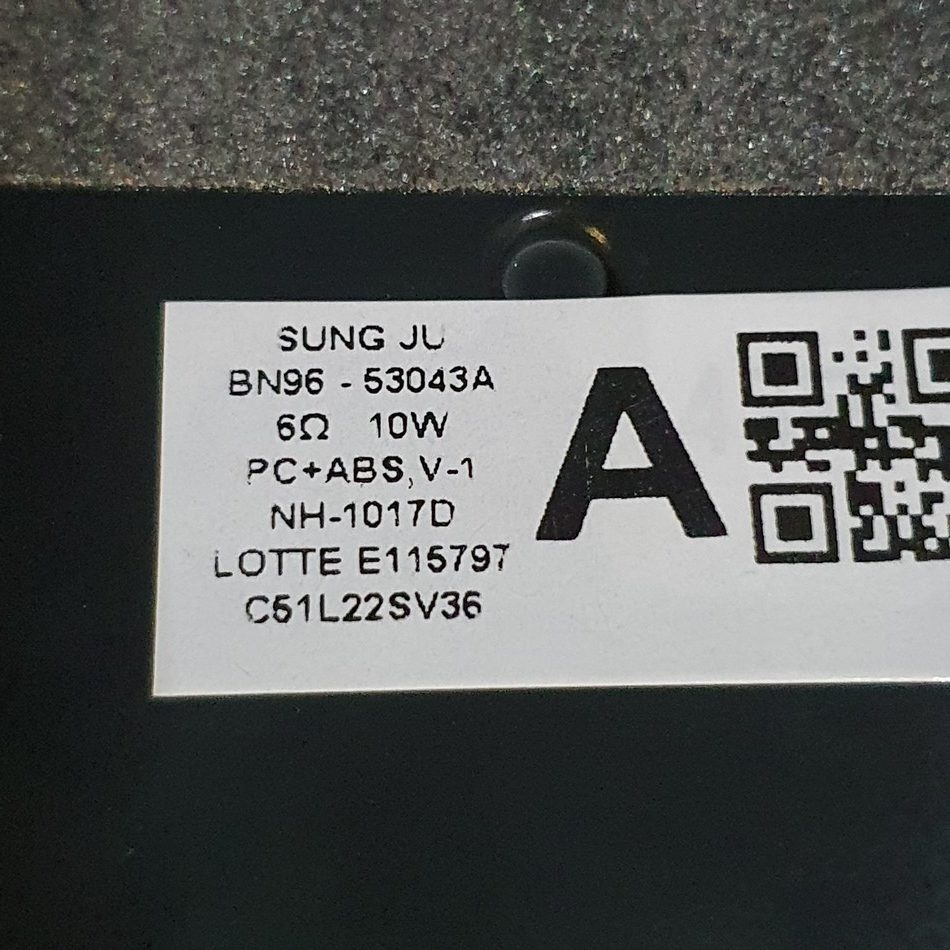 SUNG JU
BN96 - 53043A
6Ω 10W
PC+ABS,V-1
NH-1017D
LOTTE E115797
C51L22SV36
A